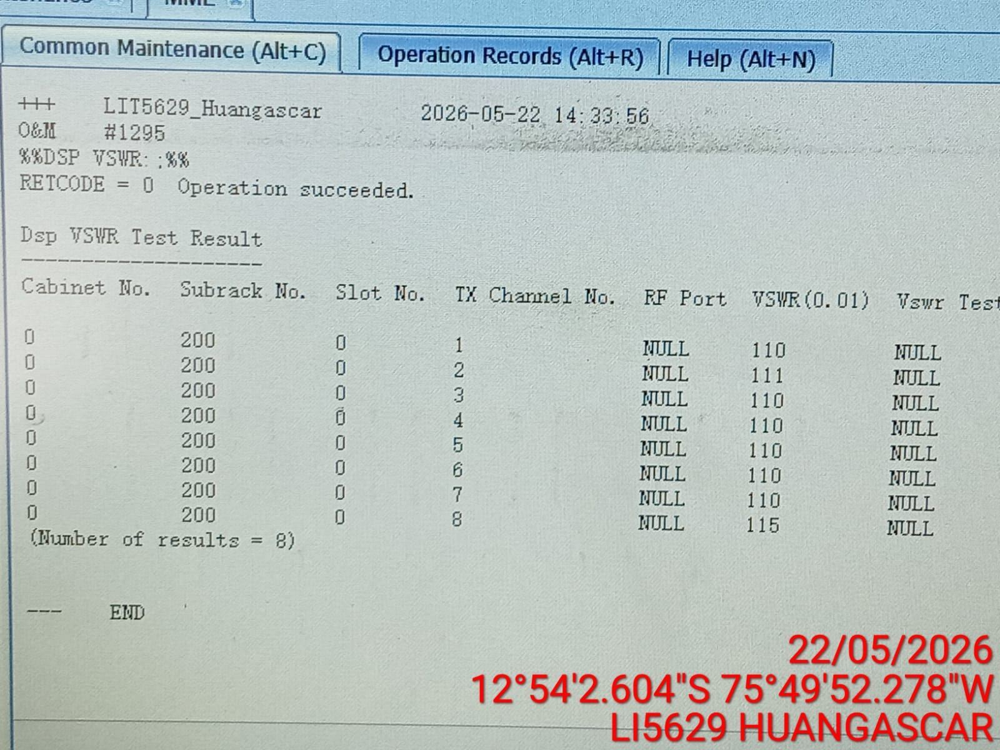 MML
Common Maintenance (Alt+C) Operation Records (Alt+R) Help (Alt+N)
+++ LIT5629_Huangascar 2026-05-22 14:33:56
O&M #1295
%%DSP VSWR:;%%
RETCODE = 0 Operation succeeded.
Dsp VSWR Test Result
--------------------
Cabinet No. Subrack No. Slot No. TX Channel No. RF Port VSWR(0.01) Vswr Test
0 200 0 1 NULL 110 NULL
0 200 0 2 NULL 111 NULL
0 200 0 3 NULL 110 NULL
0 200 0 4 NULL 110 NULL
0 200 0 5 NULL 110 NULL
0 200 0 6 NULL 110 NULL
0 200 0 7 NULL 110 NULL
0 200 0 8 NULL 115 NULL
(Number of results = 8)
--- END
22/05/2026
12°54'2.604"S 75°49'52.278"W
LI5629 HUANGASCAR